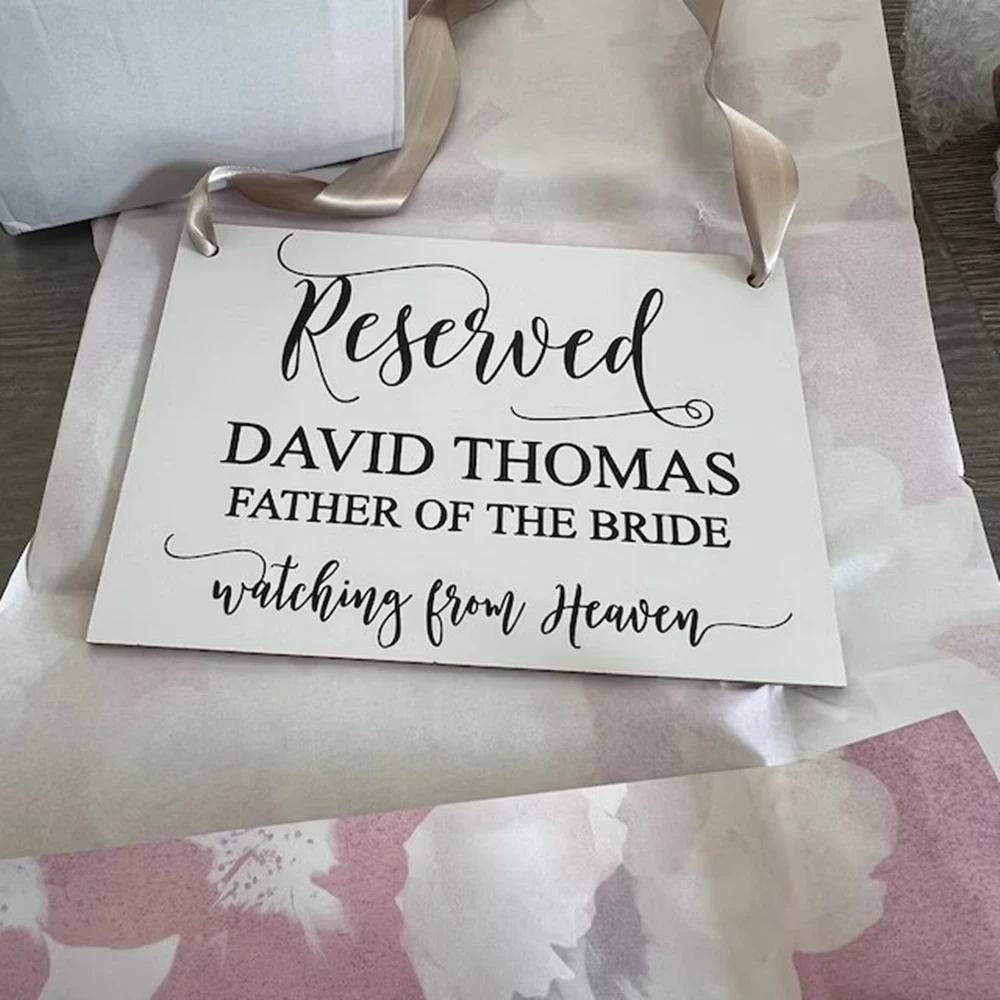 Reserved
DAVID THOMAS
FATHER OF THE BRIDE
watching from Heaven